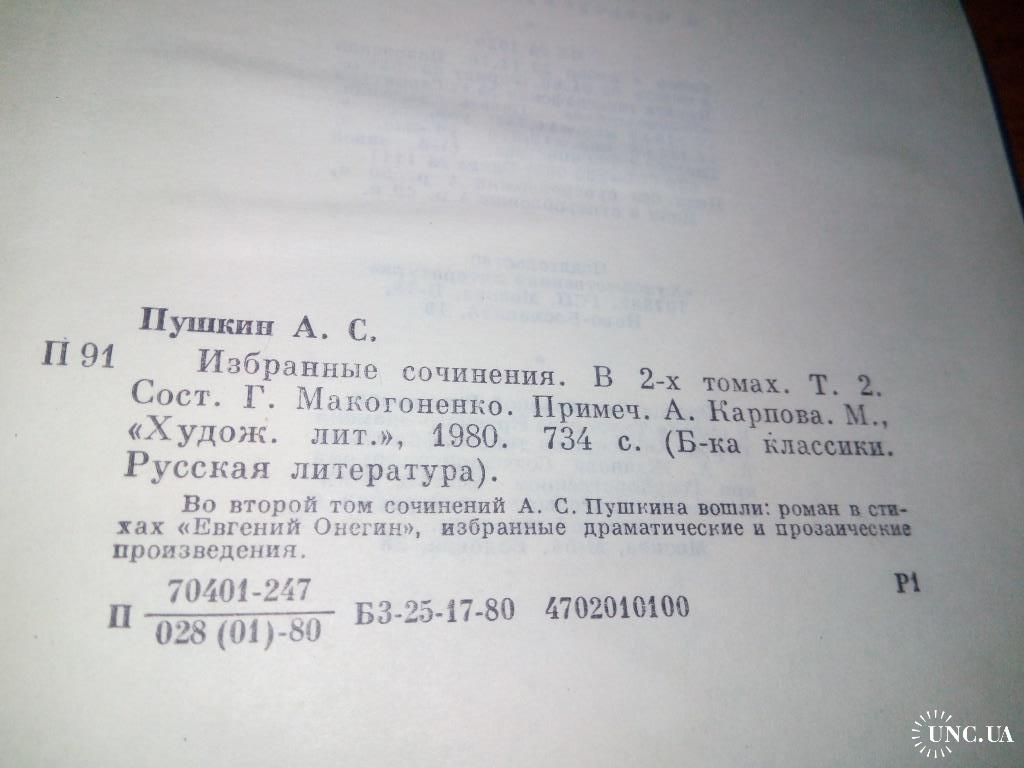 Пушкин А. С.
П 91 Избранные сочинения. В 2-х томах. Т. 2.
Сост. Г. Макогоненко. Примеч. А. Карпова. М.,
«Худож. лит.», 1980. 734 с. (Б-ка классики.
Русская литература).
Во второй том сочинений А. С. Пушкина вошли: роман в сти-
хах «Евгений Онегин», избранные драматические и прозаические
произведения.
П 70401-247
028 (01)-80 БЗ-25-17-80 4702010100 Р1
UNC.UA